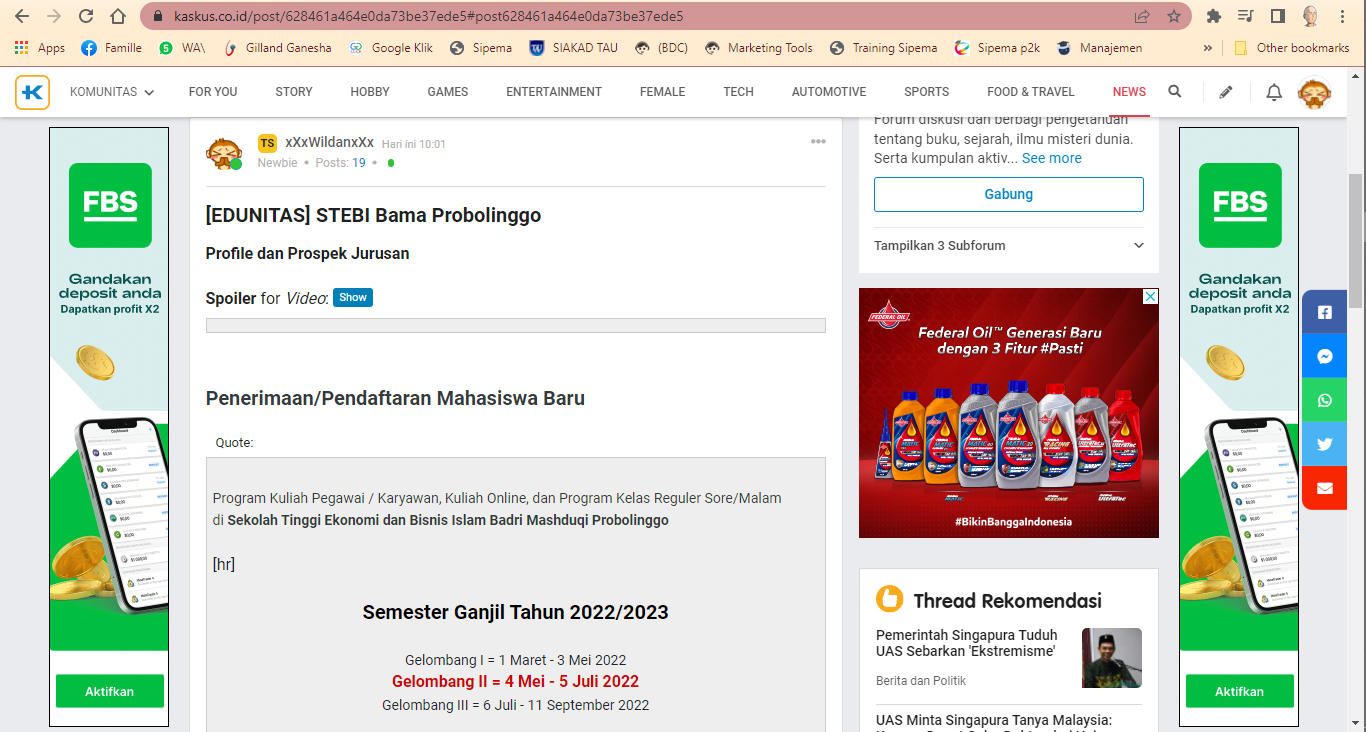 kaskus.co.id/post/628461a464e0da73be37ede5#post628461a464e0da73be37ede5
Apps
Famille
WA\
Gilland Ganesha
Google Klik
Sipema
SIAKAD TAU
(BDC)
Marketing Tools
Training Sipema
Sipema p2k
Manajemen
»
Other bookmarks
KOMUNITAS
FOR YOU
STORY
HOBBY
GAMES
ENTERTAINMENT
FEMALE
TECH
AUTOMOTIVE
SPORTS
FOOD & TRAVEL
NEWS
FBS
Gandakan
deposit anda
Dapatkan profit X2
Dashboard
Aktifkan
TS xXxWildanxXx Hari ini 10:01
Newbie • Posts: 19 •
[EDUNITAS] STEBI Bama Probolinggo
Profile dan Prospek Jurusan
Spoiler for Video: Show
Penerimaan/Pendaftaran Mahasiswa Baru
Quote:
Program Kuliah Pegawai / Karyawan, Kuliah Online, dan Program Kelas Reguler Sore/Malam
di Sekolah Tinggi Ekonomi dan Bisnis Islam Badri Mashduqi Probolinggo
[hr]
Semester Ganjil Tahun 2022/2023
Gelombang I = 1 Maret - 3 Mei 2022
Gelombang II = 4 Mei - 5 Juli 2022
Gelombang III = 6 Juli - 11 September 2022
Forum diskusi dan berbagi pengetahuan
tentang buku, sejarah, ilmu misteri dunia.
Serta kumpulan aktiv... See more
Gabung
Tampilkan 3 Subforum
FEDERAL OIL
Federal Oil™ Generasi Baru
dengan 3 Fitur #Pasti
#BikinBanggaIndonesia
Thread Rekomendasi
Pemerintah Singapura Tuduh
UAS Sebarkan 'Ekstremisme'
Berita dan Politik
UAS Minta Singapura Tanya Malaysia:
FBS
Gandakan
deposit anda
Dapatkan profit X2
Dashboard
Aktifkan